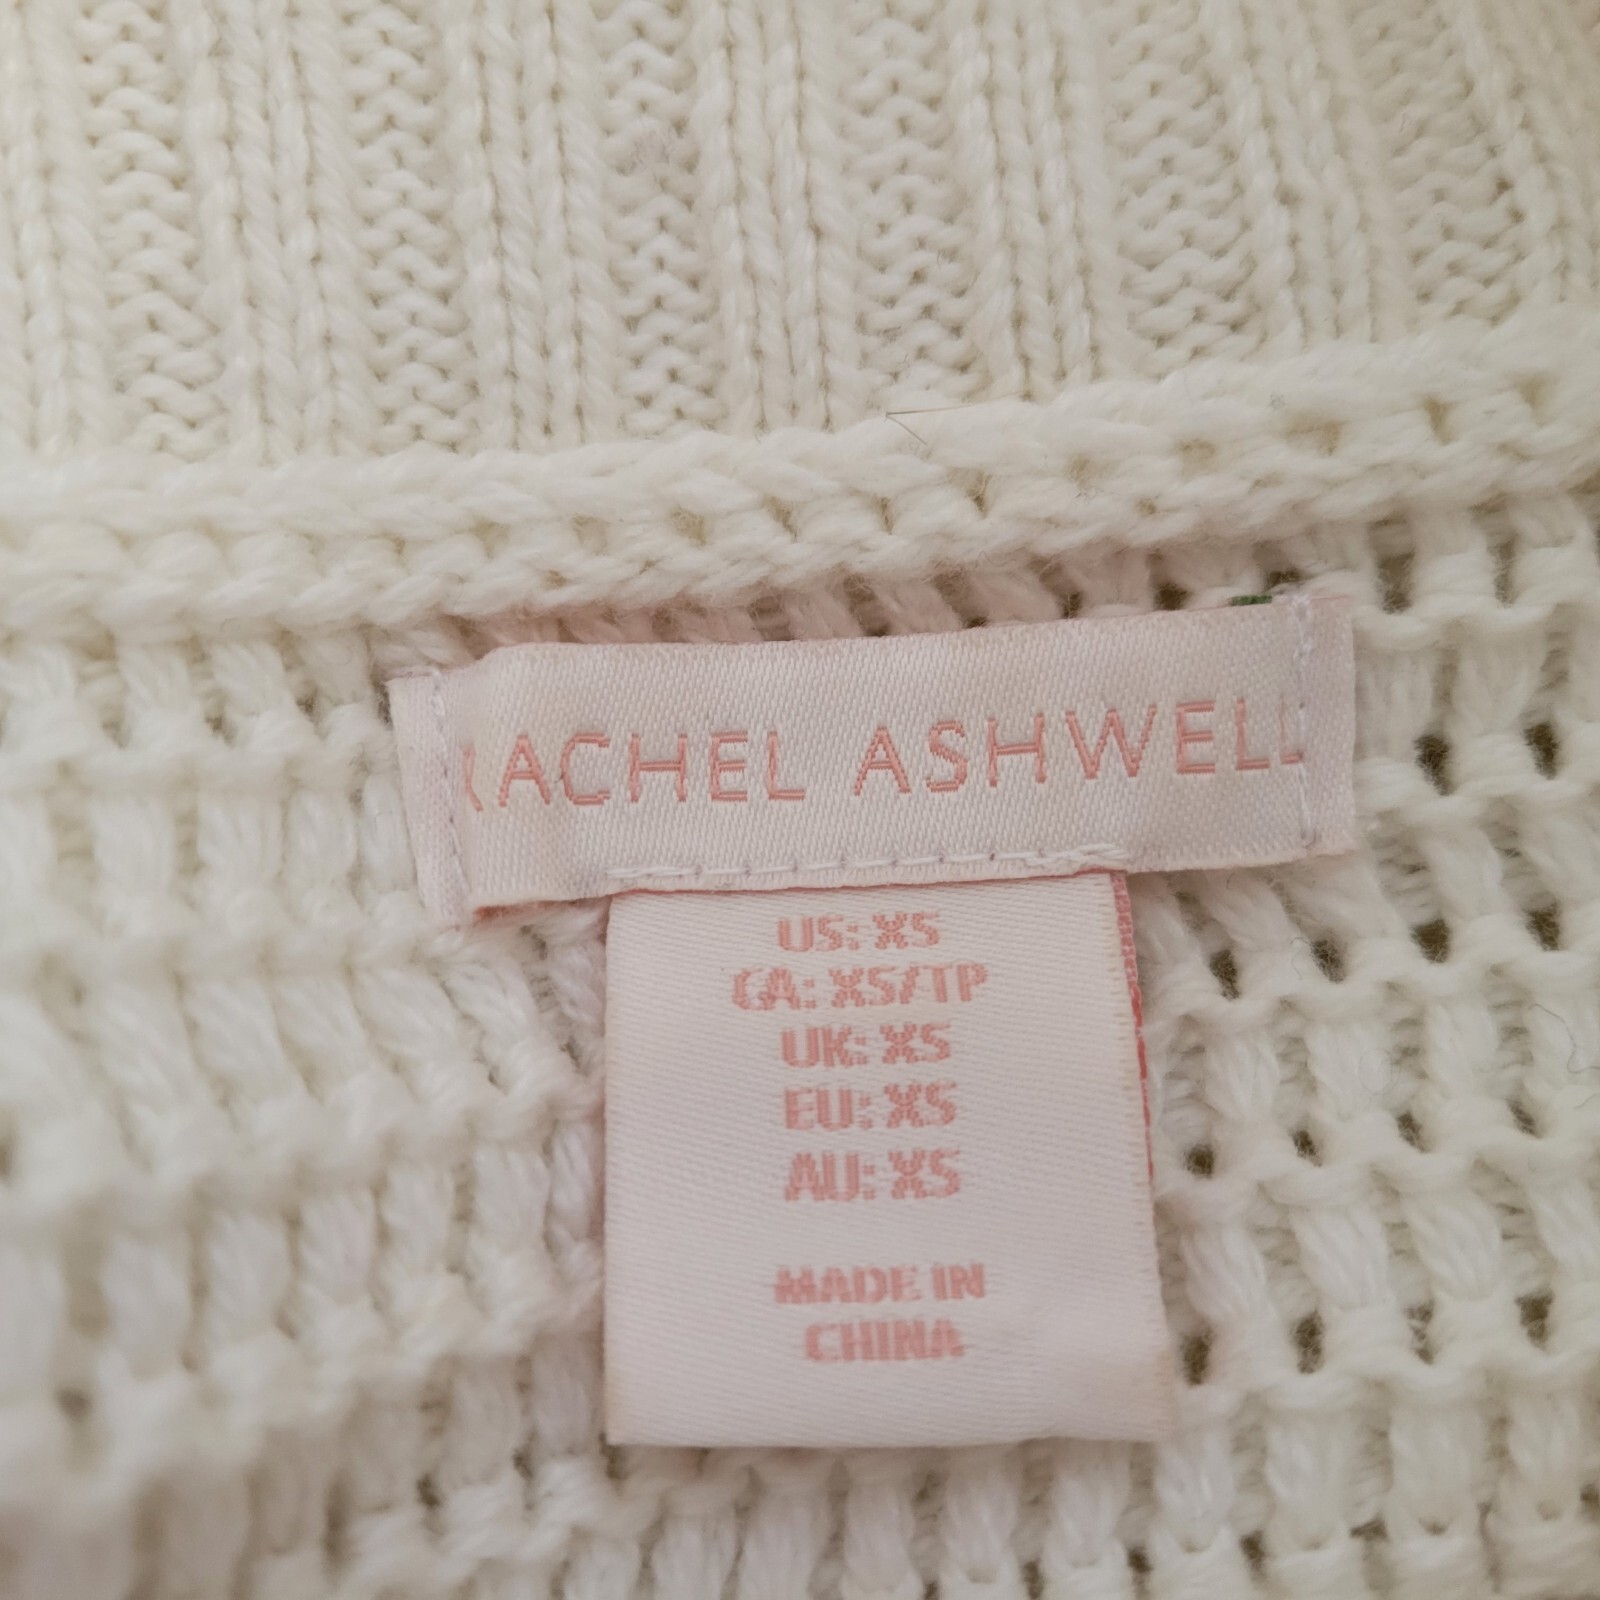 RACHEL ASHWELL
US: XS
CA: XS/TP
UK: XS
EU: XS
AU: XS
MADE IN
CHINA